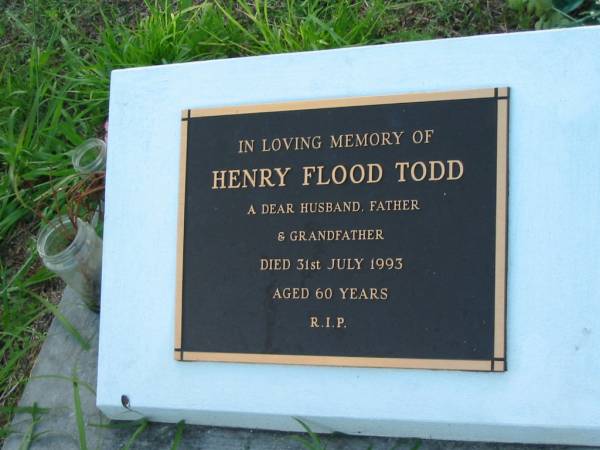 IN LOVING MEMORY OF
HENRY FLOOD TODD
A DEAR HUSBAND, FATHER
& GRANDFATHER
DIED 31st JULY 1993
AGED 60 YEARS
R.I.P.